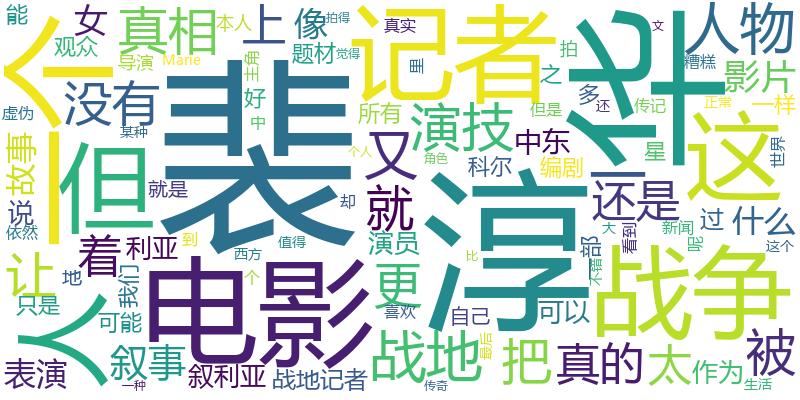 能
女
真相
本人
拍得
上
像
真实
记者
华
人物
文
糟糕
观众
导演
Marie
主角
题材
觉得
里
拍
之
影片
一个
没有
好
中
所有
演技
但是
多
还
传记
正常
一样
虚伪
某种
裴
又
中东
编剧
星
这
世界
故事
但
就是
个人
角色
科尔
一
说
却
就
淳
还是
过
什么
依然
着
利亚
到
西方
值得
演员
部
看到
大
新闻
呢
这个
让
地
我们
电影
个
更
比
不错
战争
人
只是
可能
喜欢
自己
可以
叙事
战地
最后
把
真的
太
被
作为
表演
一种
叙利亚
战地记者
传奇
生活